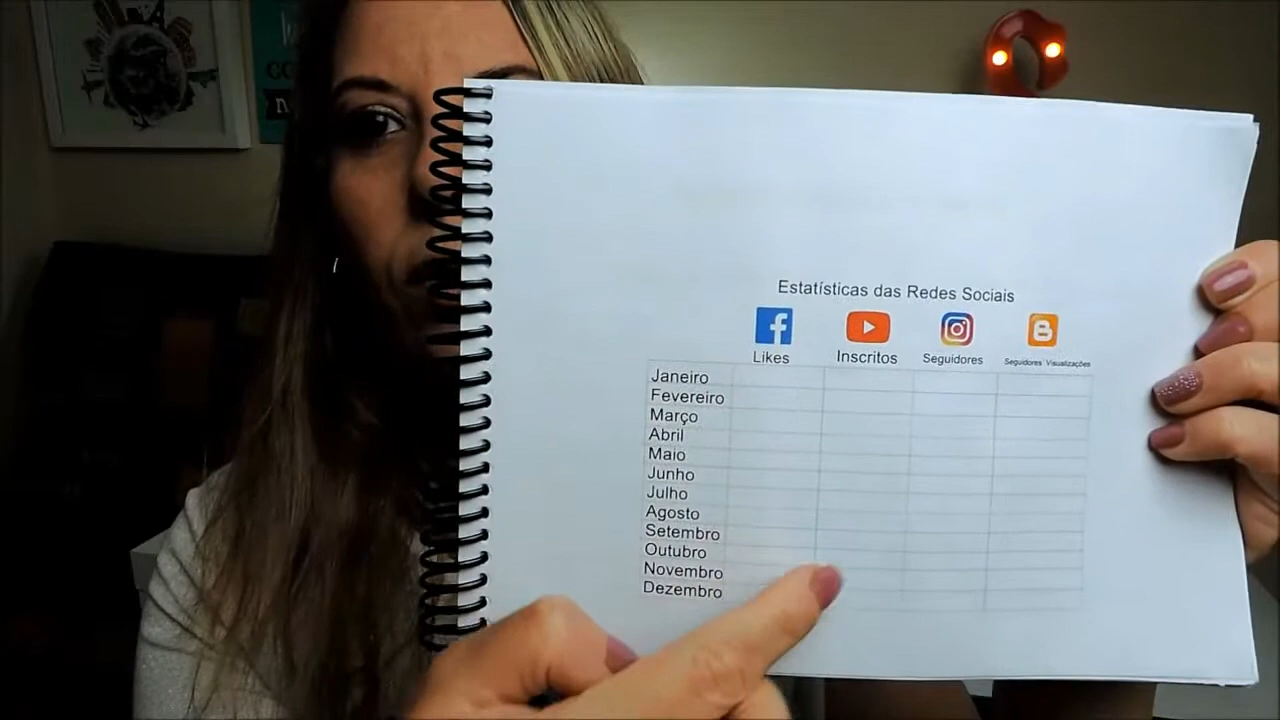 Estatísticas das Redes Sociais
Likes Inscritos Seguidores Seguidores Visualizações
Janeiro
Fevereiro
Março
Abril
Maio
Junho
Julho
Agosto
Setembro
Outubro
Novembro
Dezembro